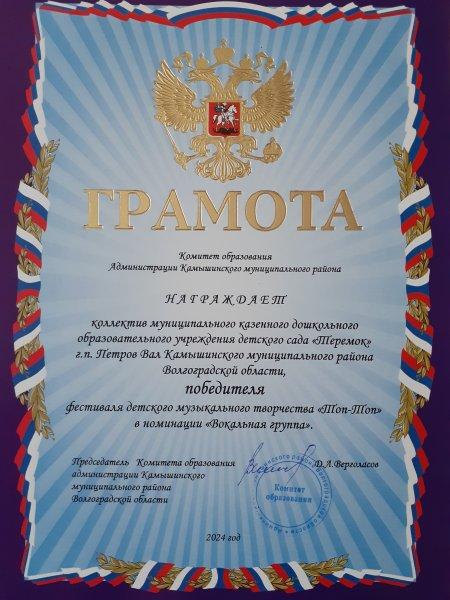 ГРАМОТА
Комитет образования
Администрации Камышинского муниципального района
НАГРАЖДАЕТ
коллектив муниципального казенного дошкольного
образовательного учреждения детского сада «Теремок»
г.п. Петров Вал Камышинского муниципального района
Волгоградской области,
победителя
фестиваля детского музыкального творчества «Топ-Топ»
в номинации «Вокальная группа».
Председатель Комитета образования
администрации Камышинского
муниципального района
Волгоградской области
Д.А.Верголасов
Комитет
образования
2024 год